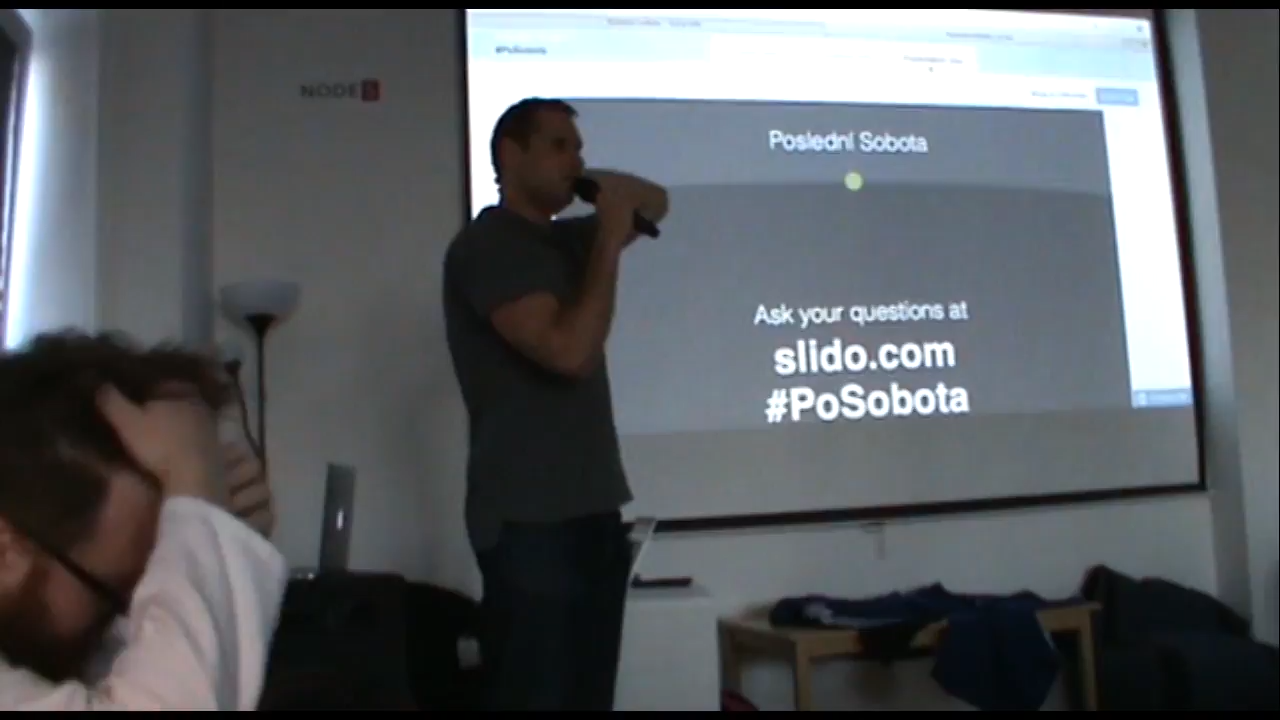 NODE5
#PoSobota
Poslední Sobota
Ask your questions at
slido.com
#PoSobota